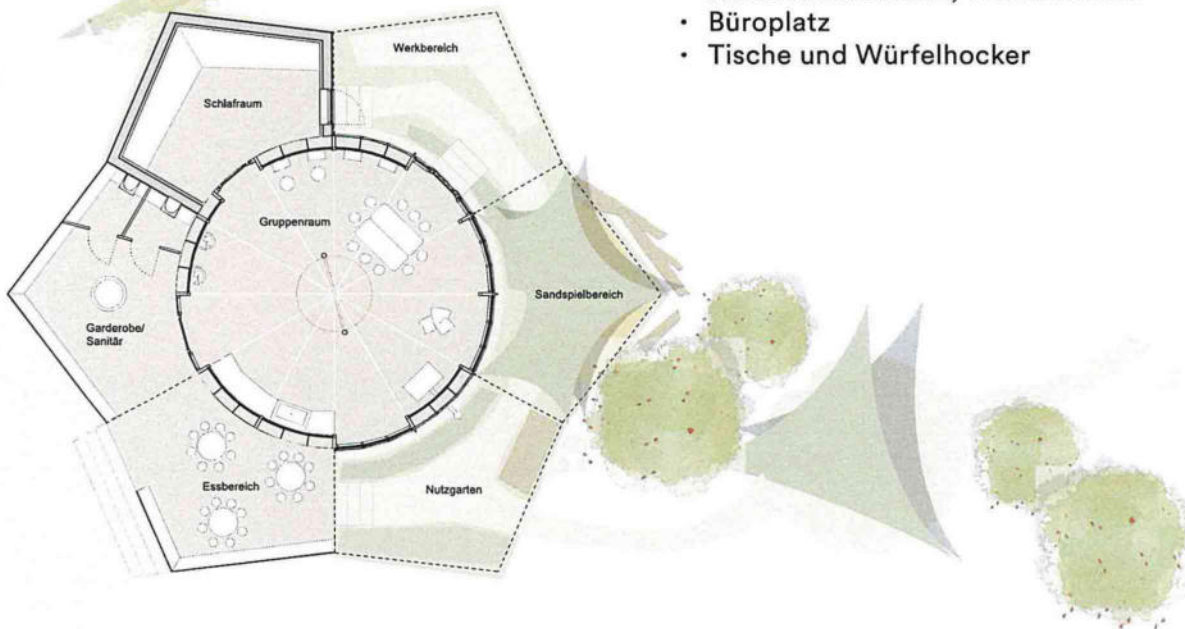 • Büroplatz
• Tische und Würfelhocker
Werkbereich
Schlafraum
Gruppenraum
Sandspielbereich
Garderobe/
Sanitär
Essbereich
Nutzgarten